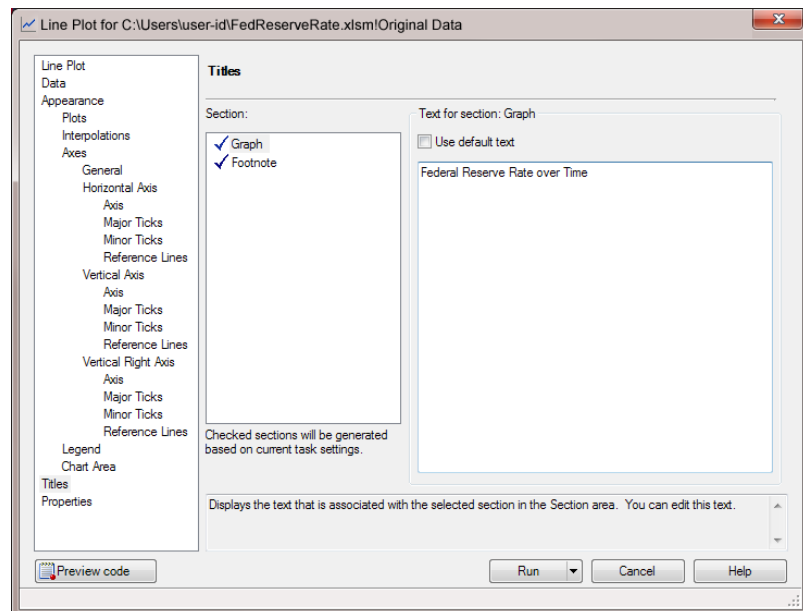 Line Plot for C:\Users\user-id\FedReserveRate.xlsm!Original Data
Line Plot
Data
Appearance
Plots
Interpolations
Axes
General
Horizontal Axis
Axis
Major Ticks
Minor Ticks
Reference Lines
Vertical Axis
Axis
Major Ticks
Minor Ticks
Reference Lines
Vertical Right Axis
Axis
Major Ticks
Minor Ticks
Reference Lines
Legend
Chart Area
Titles
Properties
Titles
Section:
Graph
Footnote
Checked sections will be generated
based on current task settings.
Text for section: Graph
Use default text
Federal Reserve Rate over Time
Displays the text that is associated with the selected section in the Section area. You can edit this text.
Preview code
Run
Cancel
Help